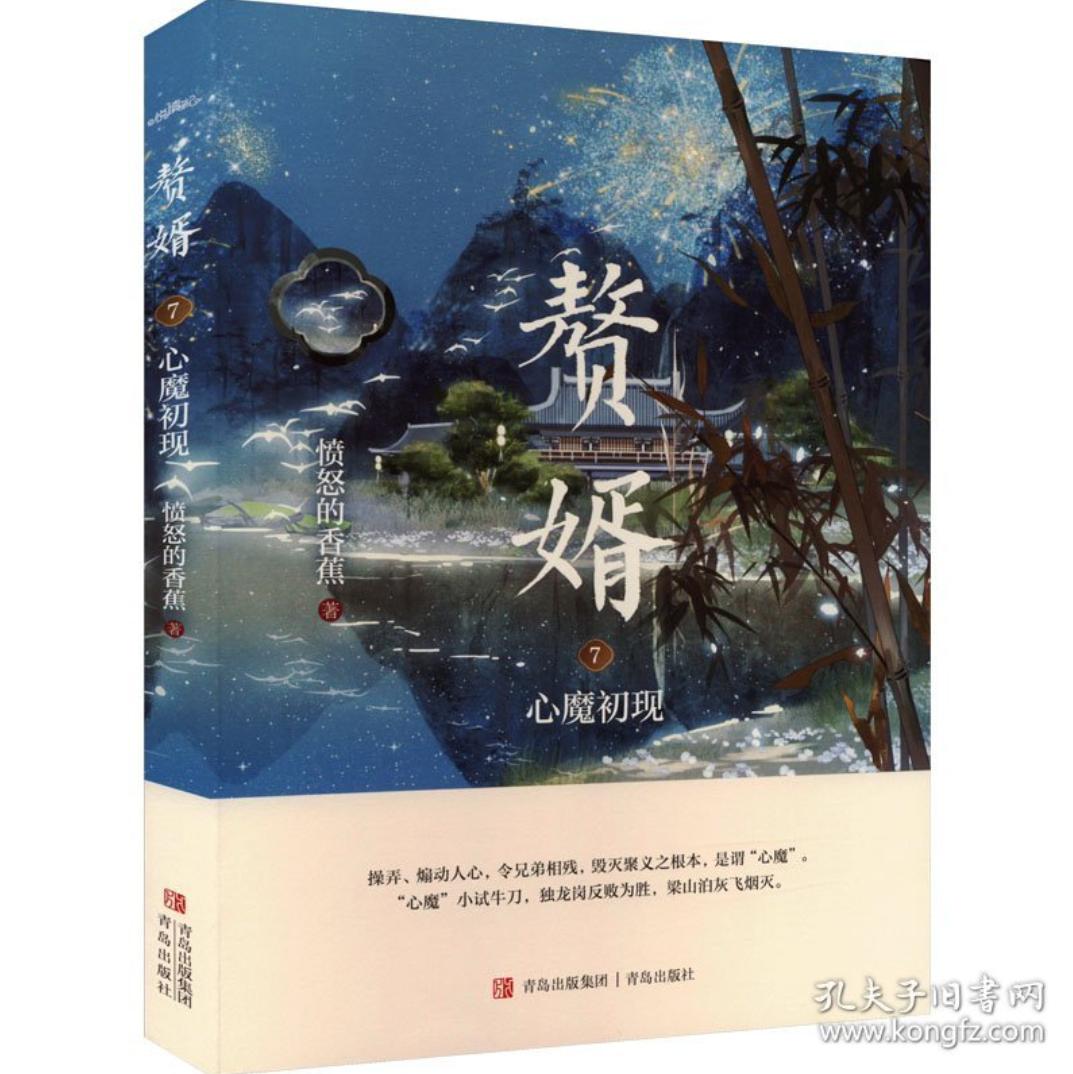 赘婿
7
心魔初现
愤怒的香蕉 著
青岛出版集团
青岛出版社
赘
婿
7
心魔初现
愤怒的香蕉 著
操弄、煽动人心，令兄弟相残，毁灭聚义之根本，是谓“心魔”。
“心魔”小试牛刀，独龙岗反败为胜，梁山泊灰飞烟灭。
青岛出版集团｜青岛出版社
孔夫子旧书网
www.kongfz.com